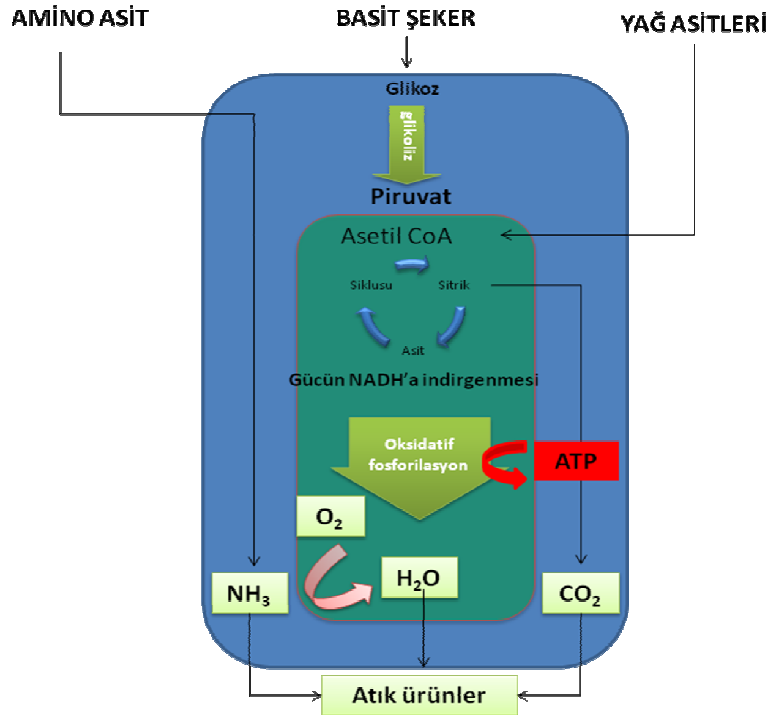 AMİNO ASİT
BASİT ŞEKER
YAĞ ASİTLERİ
Glikoz
glikoliz
Piruvat
Asetil CoA
Siklusu
Sitrik
Asit
Gücün NADH'a indirgenmesi
Oksidatif
fosforilasyon
ATP
O₂
H₂O
NH₃
CO₂
Atık ürünler